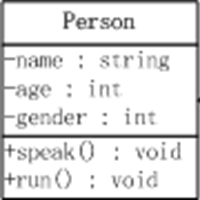 Person
-name : string
-age : int
-gender : int
+speak() : void
+run() : void